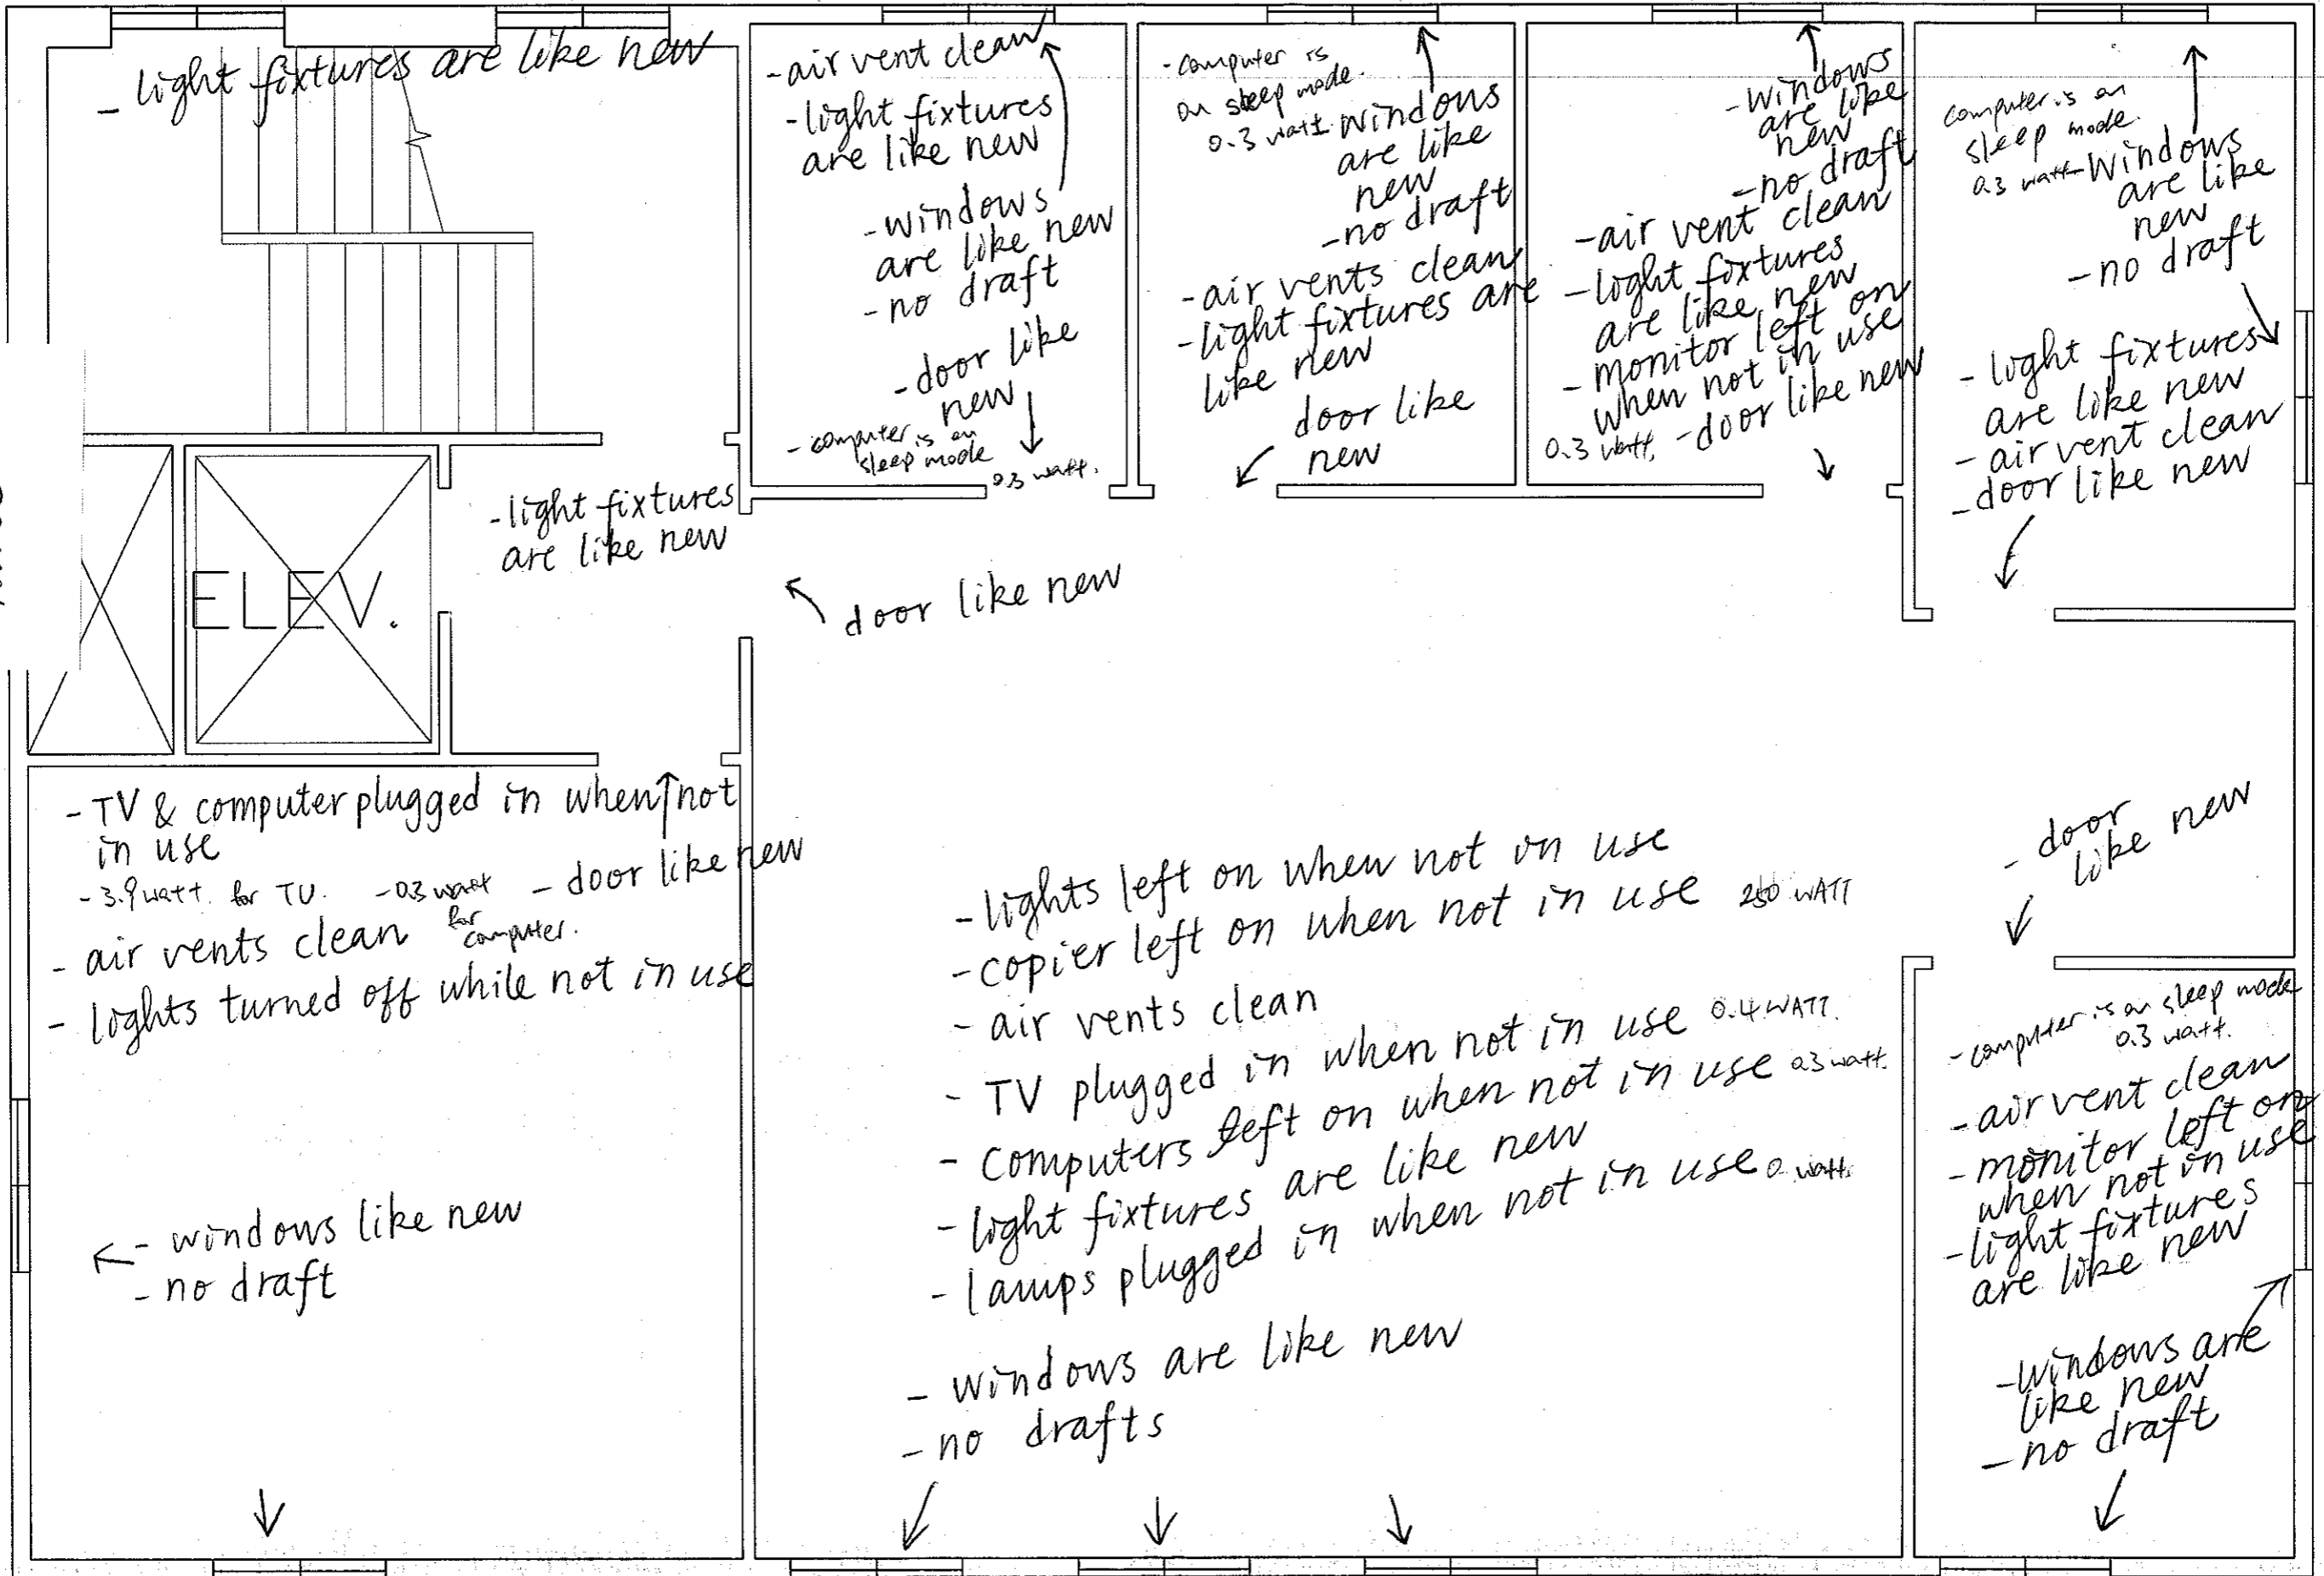 - light fixtures are like new
- air vent clean
- light fixtures
are like new
- windows
are like new
- no draft
- door like
new
- computer is on
sleep mode
0.3 watt.
- computer is
on sleep mode.
0.3 watt.
windows
are like
new
- no draft
- air vents clean
- light fixtures are
like new
door like
new
- windows
are like
new
- no draft
- air vent clean
- light fixtures
are like new
- monitor left on
when not in use
0.3 watt.
- door like new
computer is on
sleep mode.
0.3 watt
- windows
are like
new
- no draft
- light fixtures
are like new
- air vent clean
- door like new
ELEV.
- light fixtures
are like new
door like new
- TV & computer plugged in when not
in use
- 3.9 watt. for TV. - 0.3 watt
for
computer.
- door like new
- air vents clean
- lights turned off while not in use
- windows like new
- no draft
- lights left on when not in use
- copier left on when not in use
WATT
- air vents clean
- TV plugged in when not in use 0.4 WATT.
- computers left on when not in use 0.3 watt.
- light fixtures are like new
- lamps plugged in when not in use 0 watt.
- windows are like new
- no drafts
- door
like new
- computer is on sleep mode
0.3 watt.
- air vent clean
- monitor left on
when not in use
- light fixtures
are like new
- windows are
like new
- no draft